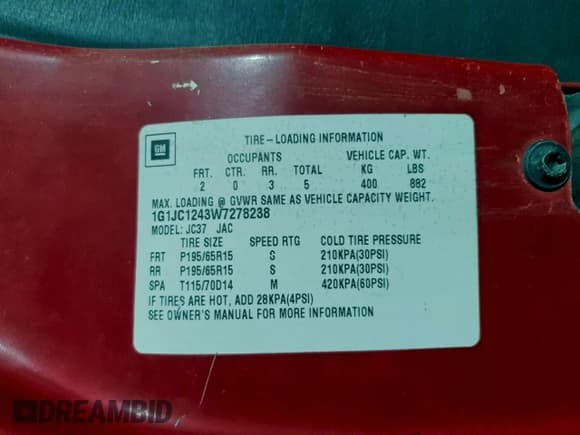 GM
TIRE-LOADING INFORMATION
OCCUPANTS VEHICLE CAP. WT.
FRT. CTR. RR. TOTAL KG LBS
2 0 3 5 400 882
MAX. LOADING @ GVWR SAME AS VEHICLE CAPACITY WEIGHT.
1G1JC1243W7278238
MODEL: JC37 JAC
TIRE SIZE SPEED RTG COLD TIRE PRESSURE
FRT P195/65R15 S 210KPA(30PSI)
RR P195/65R15 S 210KPA(30PSI)
SPA T115/70D14 M 420KPA(60PSI)
IF TIRES ARE HOT, ADD 28KPA(4PSI)
SEE OWNER'S MANUAL FOR MORE INFORMATION
DREAMBID